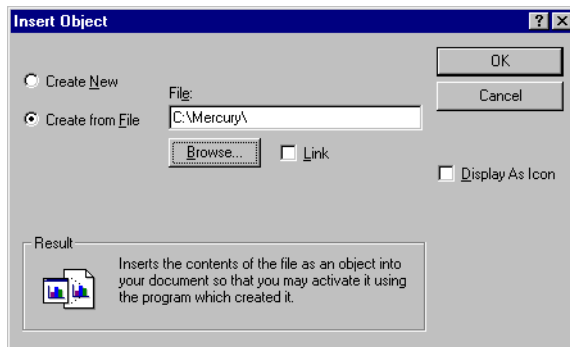 Insert Object
Create New
Create from File
File:
C:\Mercury\
Browse...
Link
OK
Cancel
Display As Icon
Result
Inserts the contents of the file as an object into
your document so that you may activate it using
the program which created it.